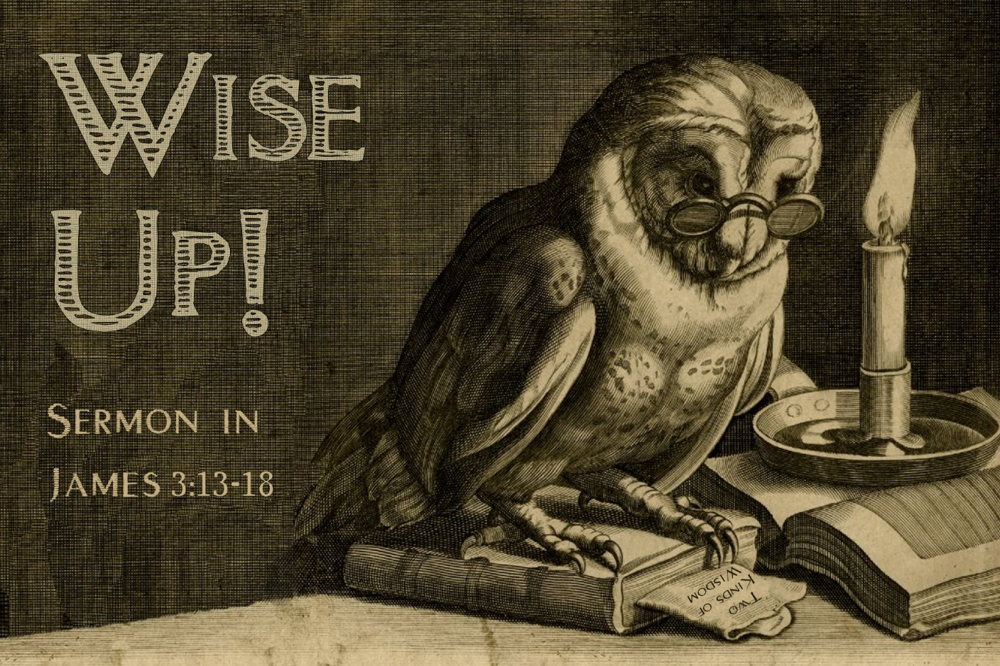 Wise
Up!
Sermon in
James 3:13-18
Two
Kinds of
Wisdom